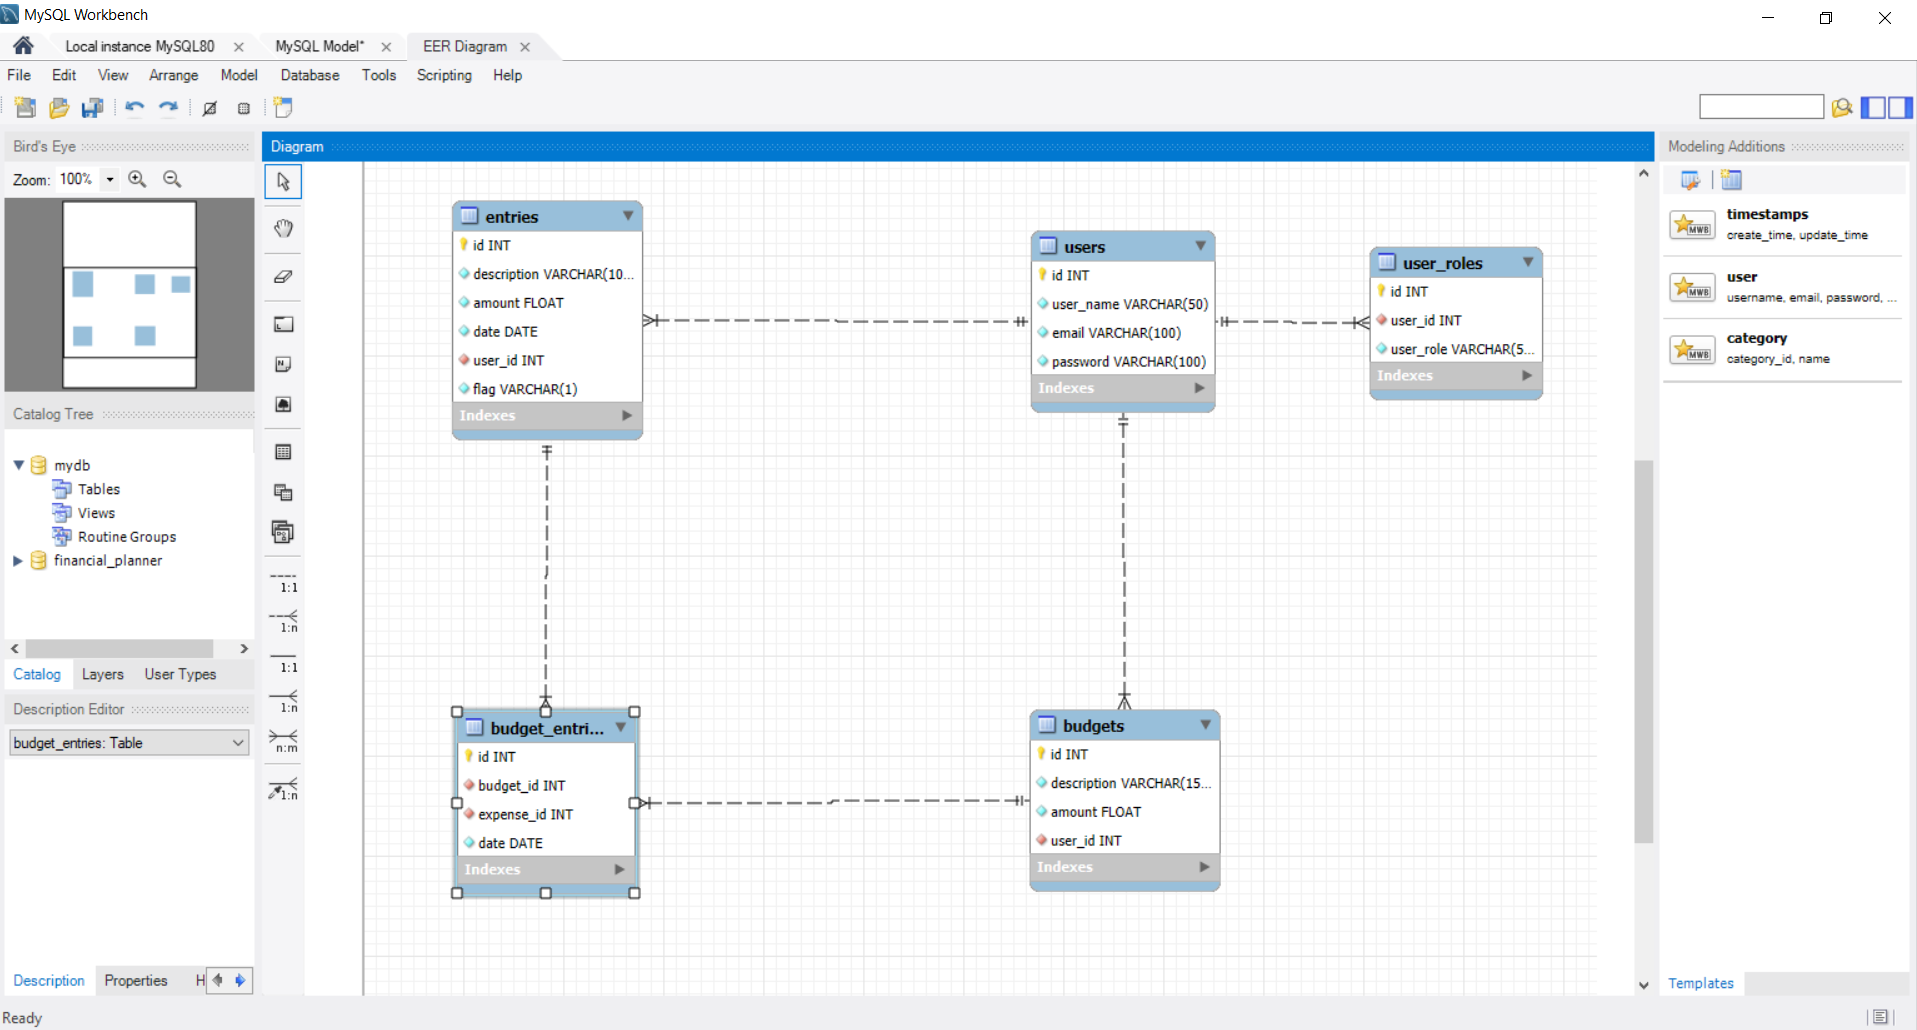 MySQL Workbench
Local instance MySQL80
MySQL Model*
EER Diagram
File Edit View Arrange Model Database Tools Scripting Help
Bird's Eye
Zoom: 100%
Catalog Tree
mydb
Tables
Views
Routine Groups
financial_planner
Catalog Layers User Types
Description Editor
budget_entries: Table
Description Properties H
Diagram
1:1
1:n
1:1
1:n
n:m
1:n
entries
id INT
description VARCHAR(10...
amount FLOAT
date DATE
user_id INT
flag VARCHAR(1)
Indexes
users
id INT
user_name VARCHAR(50)
email VARCHAR(100)
password VARCHAR(100)
Indexes
user_roles
id INT
user_id INT
user_role VARCHAR(5...
Indexes
budget_entri...
id INT
budget_id INT
expense_id INT
date DATE
Indexes
budgets
id INT
description VARCHAR(15...
amount FLOAT
user_id INT
Indexes
Modeling Additions
MWB
timestamps
create_time, update_time
MWB
user
username, email, password, ...
MWB
category
category_id, name
Templates
Ready